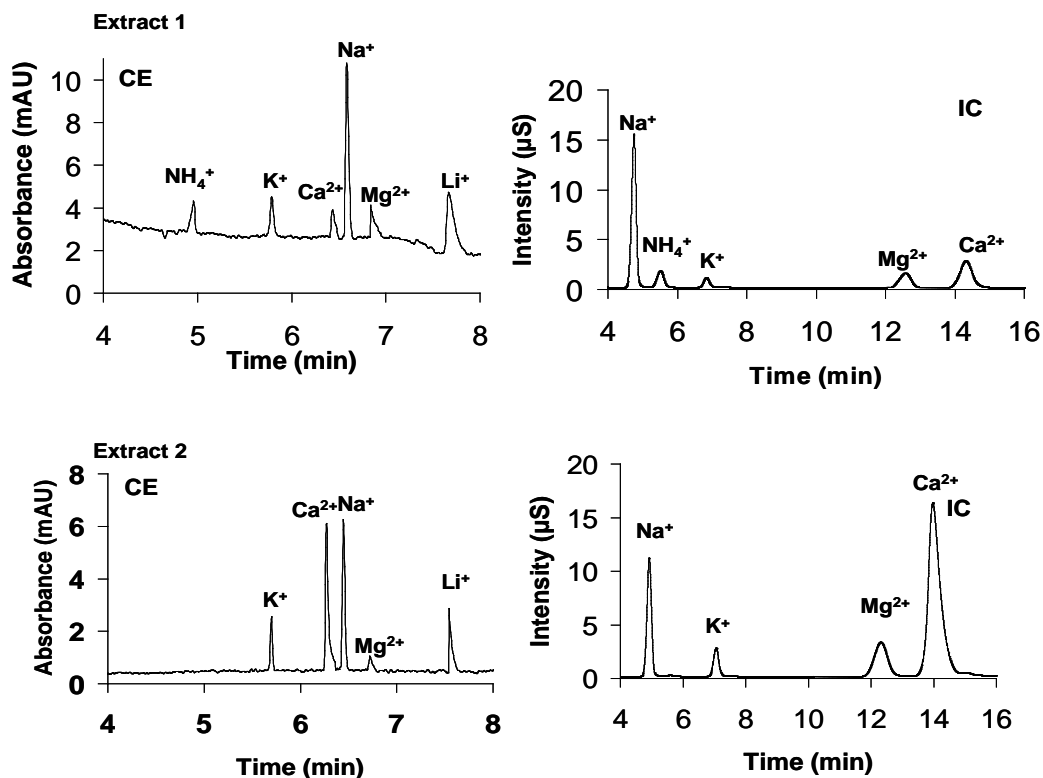 Extract 1
CE
Absorbance (mAU)
10
8
6
4
2
0
NH₄⁺
K⁺
Ca²⁺
Na⁺
Mg²⁺
Li⁺
4 5 6 7 8
Time (min)
IC
Intensity (µS)
20
15
10
5
0
Na⁺
NH₄⁺
K⁺
Mg²⁺
Ca²⁺
4 6 8 10 12 14 16
Time (min)
Extract 2
CE
Absorbance (mAU)
8
6
4
2
0
K⁺
Ca²⁺
Na⁺
Mg²⁺
Li⁺
4 5 6 7 8
Time (min)
IC
Intensity (µS)
20
15
10
5
0
Na⁺
K⁺
Mg²⁺
Ca²⁺
4 6 8 10 12 14 16
Time (min)